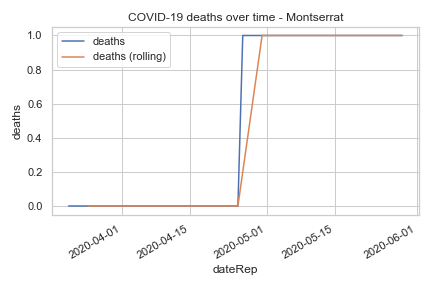 COVID-19 deaths over time - Montserrat
deaths
deaths (rolling)
1.0
0.8
0.6
0.4
0.2
0.0
deaths
2020-04-01
2020-04-15
2020-05-01
2020-05-15
2020-06-01
dateRep